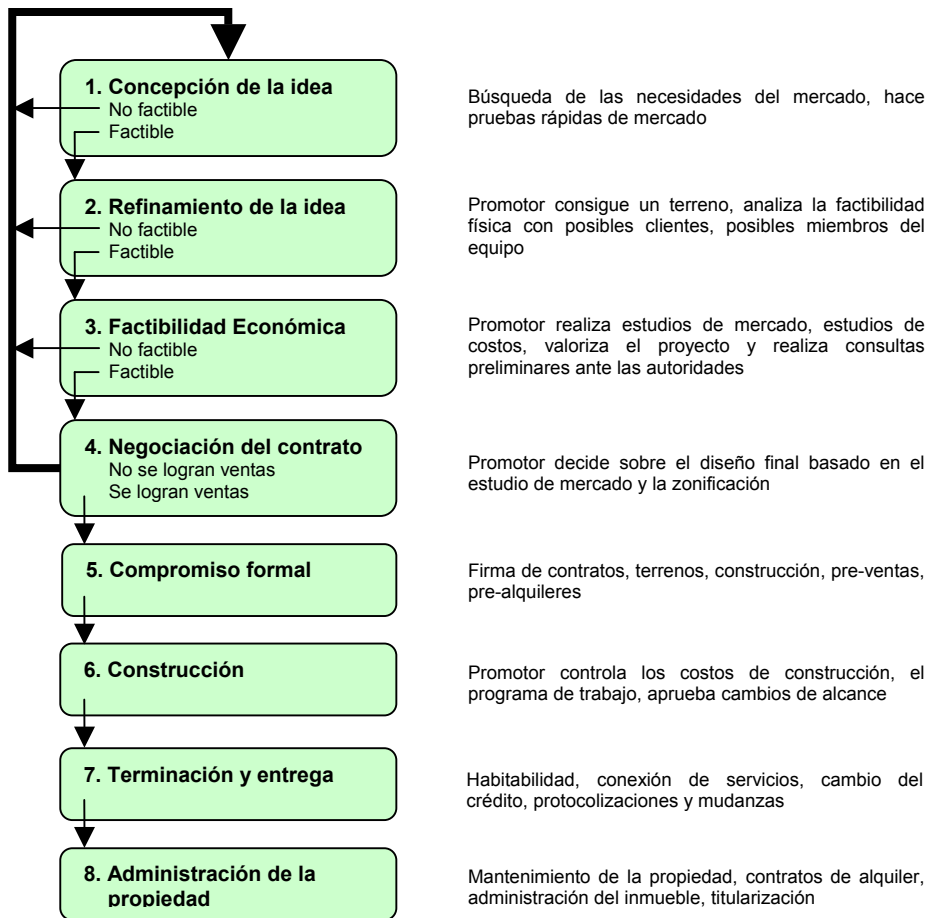 1. Concepción de la idea
No factible
Factible
Búsqueda de las necesidades del mercado, hace
pruebas rápidas de mercado
2. Refinamiento de la idea
No factible
Factible
Promotor consigue un terreno, analiza la factibilidad
física con posibles clientes, posibles miembros del
equipo
3. Factibilidad Económica
No factible
Factible
Promotor realiza estudios de mercado, estudios de
costos, valoriza el proyecto y realiza consultas
preliminares ante las autoridades
4. Negociación del contrato
No se logran ventas
Se logran ventas
Promotor decide sobre el diseño final basado en el
estudio de mercado y la zonificación
5. Compromiso formal
Firma de contratos, terrenos, construcción, pre-ventas,
pre-alquileres
6. Construcción
Promotor controla los costos de construcción, el
programa de trabajo, aprueba cambios de alcance
7. Terminación y entrega
Habitabilidad, conexión de servicios, cambio del
crédito, protocolizaciones y mudanzas
8. Administración de la
propiedad
Mantenimiento de la propiedad, contratos de alquiler,
administración del inmueble, titularización